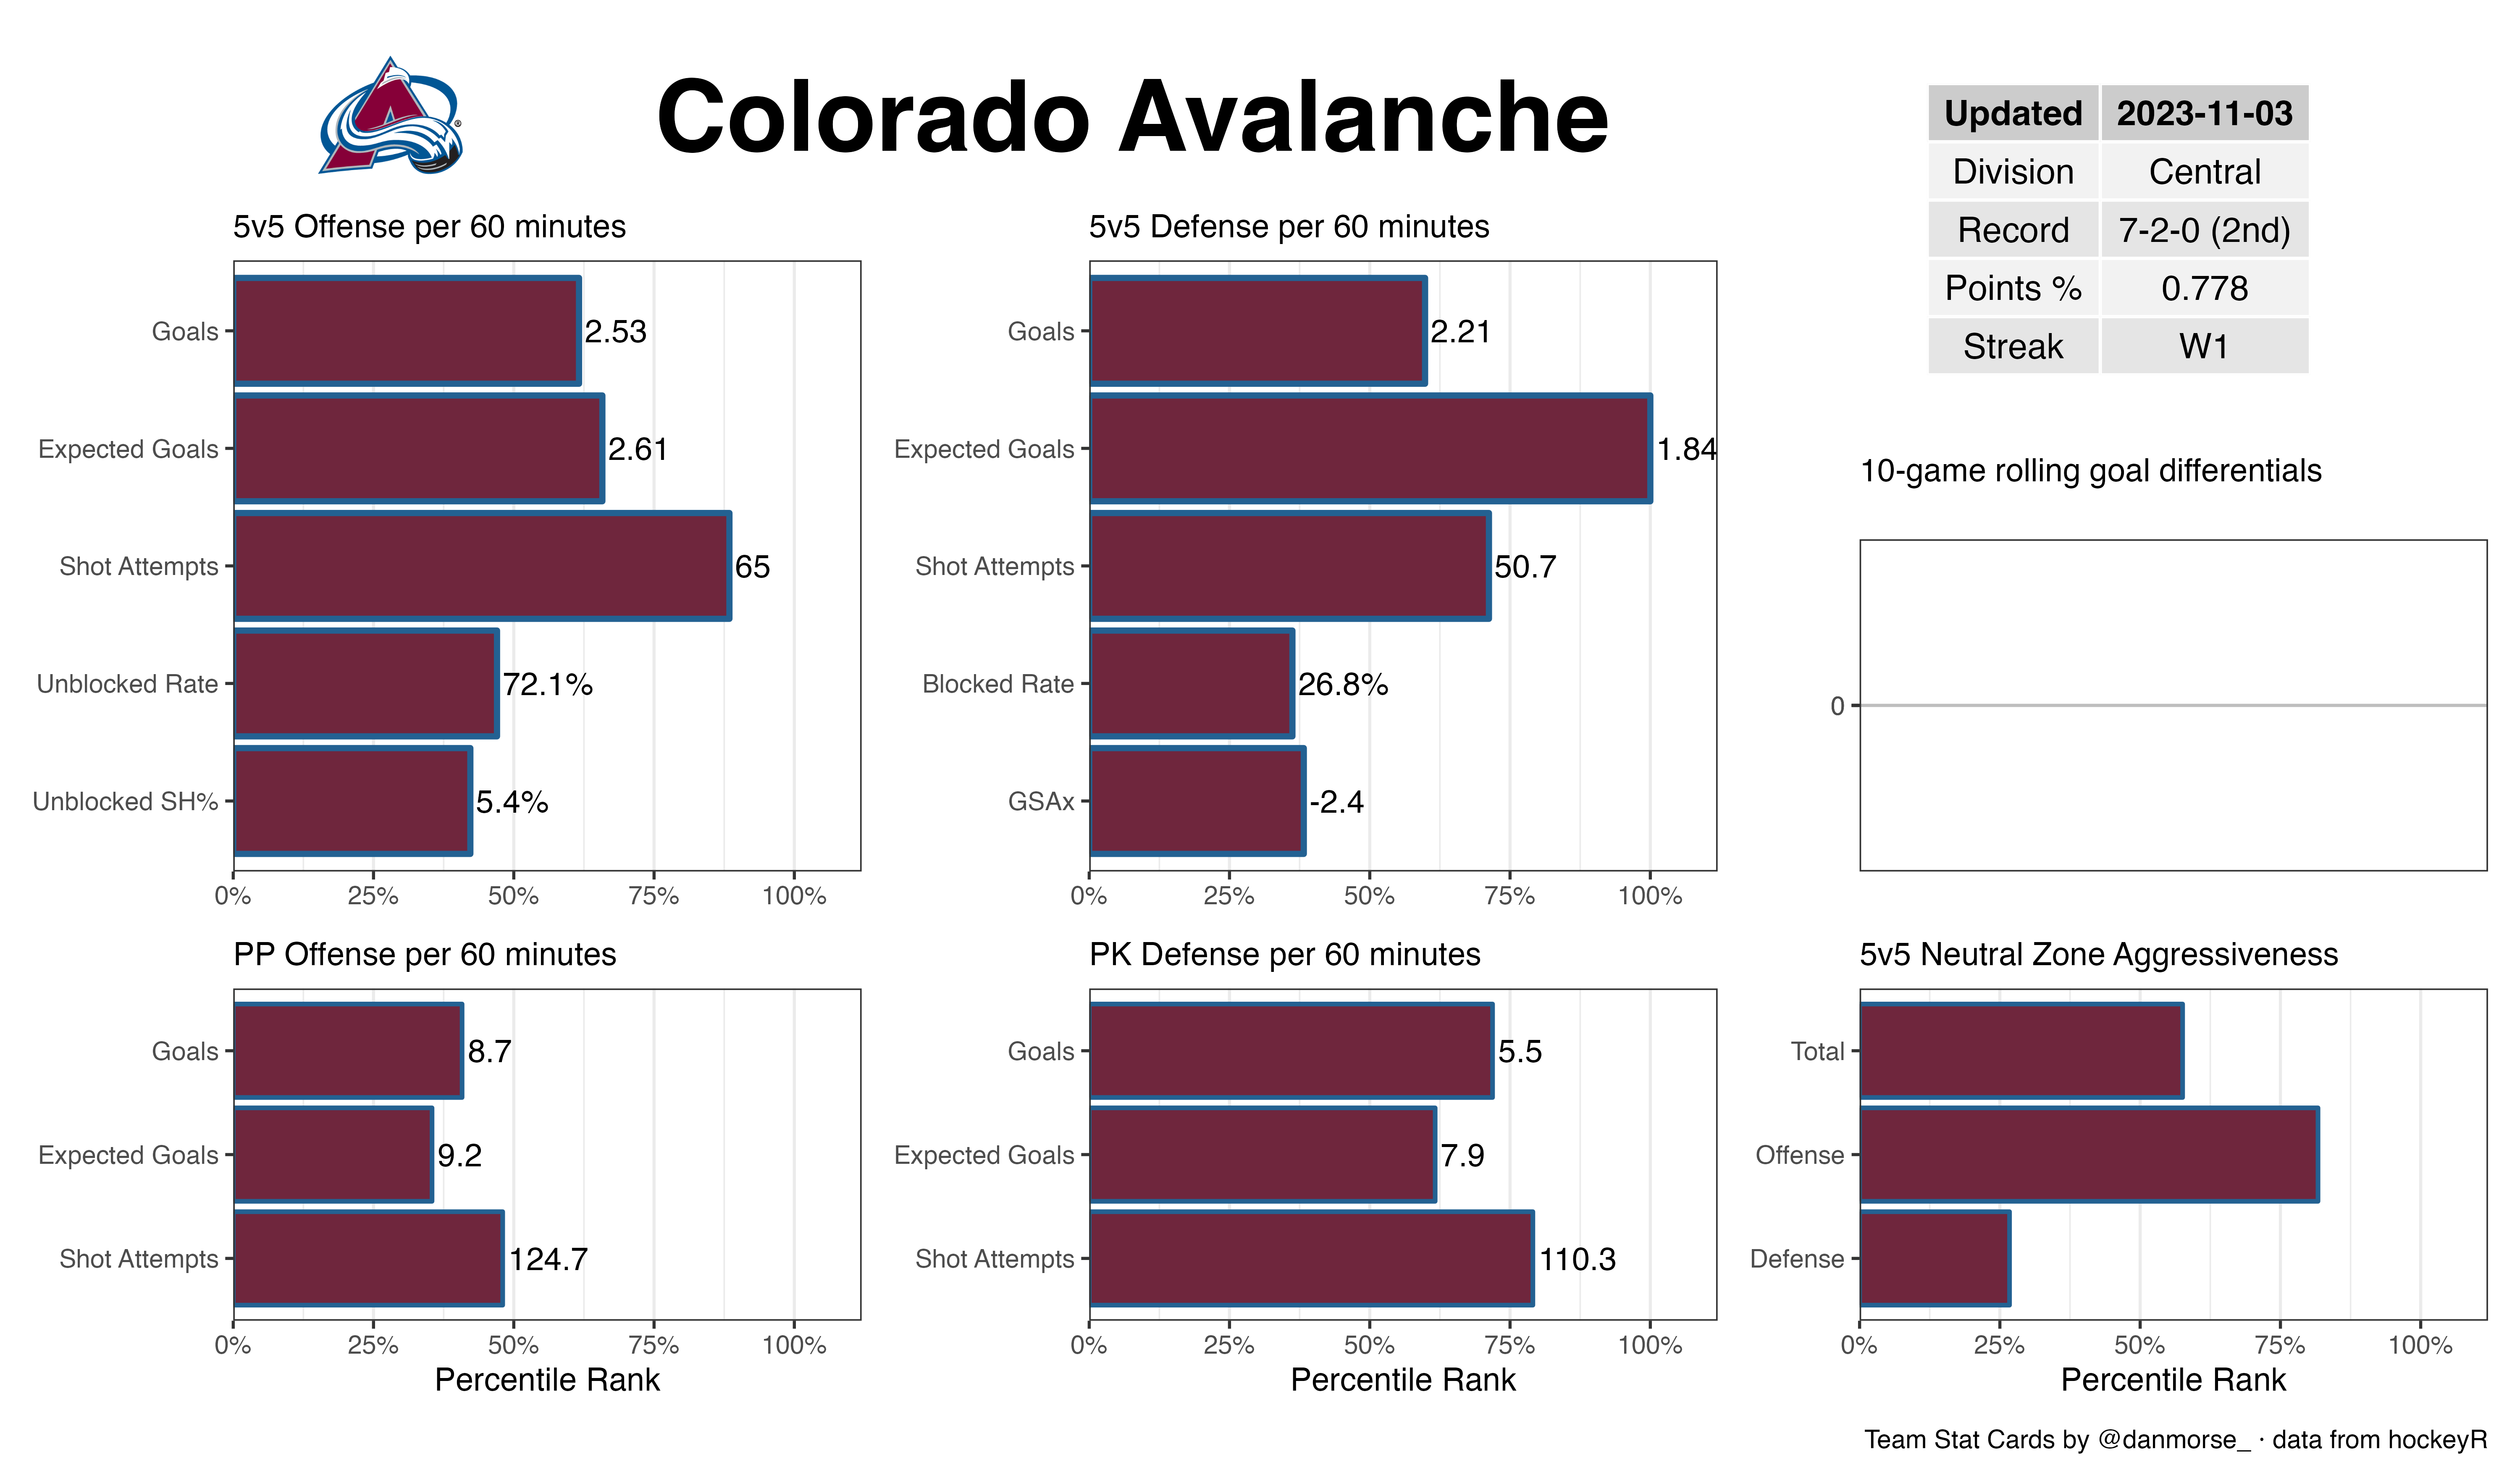 Colorado Avalanche
Updated 2023-11-03
Division Central
Record 7-2-0 (2nd)
Points % 0.778
Streak W1
5v5 Offense per 60 minutes
Goals 2.53
Expected Goals 2.61
Shot Attempts 65
Unblocked Rate 72.1%
Unblocked SH% 5.4%
0% 25% 50% 75% 100%
5v5 Defense per 60 minutes
Goals 2.21
Expected Goals 1.84
Shot Attempts 50.7
Blocked Rate 26.8%
GSAx -2.4
0% 25% 50% 75% 100%
10-game rolling goal differentials
0
PP Offense per 60 minutes
Goals 8.7
Expected Goals 9.2
Shot Attempts 124.7
0% 25% 50% 75% 100%
Percentile Rank
PK Defense per 60 minutes
Goals 5.5
Expected Goals 7.9
Shot Attempts 110.3
0% 25% 50% 75% 100%
Percentile Rank
5v5 Neutral Zone Aggressiveness
Total
Offense
Defense
0% 25% 50% 75% 100%
Percentile Rank
Team Stat Cards by @danmorse_ · data from hockeyR